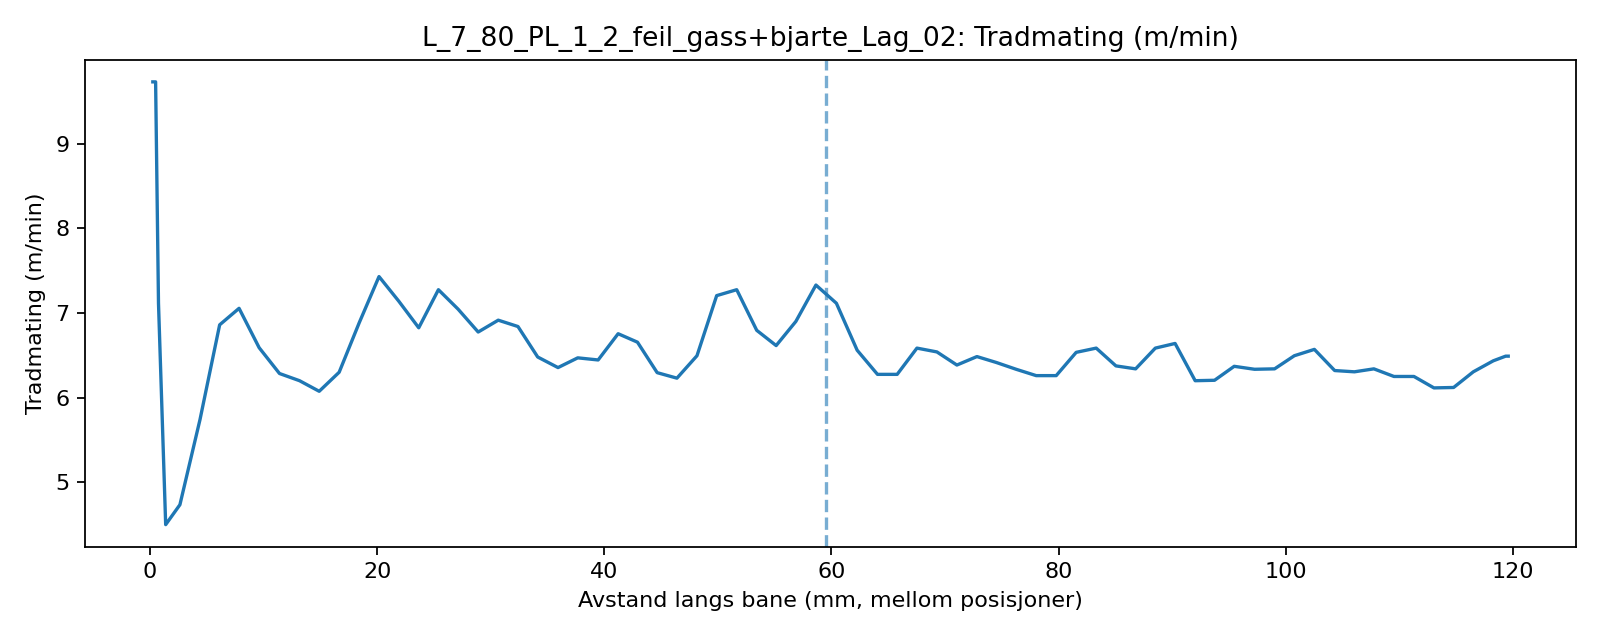 L_7_80_PL_1_2_feil_gass+bjarte_Lag_02: Tradmating (m/min)
Tradmating (m/min)
9
8
7
6
5
0 20 40 60 80 100 120
Avstand langs bane (mm, mellom posisjoner)